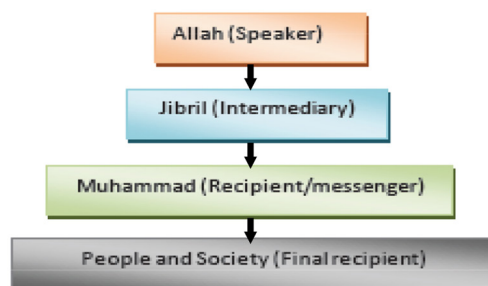 Allah (Speaker)
Jibril (Intermediary)
Muhammad (Recipient/messenger)
People and Society (Final recipient)